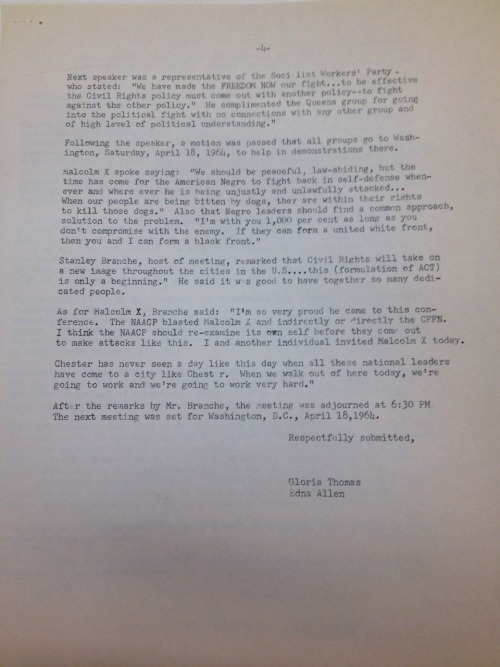 -4-
Next speaker was a representative of the Soci list Workers' Party -
who stated: "We have made the FREEDOM NOW our fight...to be effective
the Civil Rights policy must come out with another policy--to fight
against the other policy." He complimented the Queens group for going
into the political fight with no connections with any other group and
of high level of political understanding."
Following the speaker, a motion was passed that all groups go to Wash-
ington, Saturday, April 18, 1964, to help in demonstrations there.
Malcolm X spoke saying: "We should be peaceful, law-abiding, but the
time has come for the American Negro to fight back in self-defense when-
ever and where ever he is being unjustly and unlawfully attacked...
When our people are being bitten by dogs, they are within their rights
to kill those dogs." Also that Negro leaders should find a common approach,
solution to the problem. "I'm with you 1,000 per cent as long as you
don't compromise with the enemy. If they can form a united white front,
then you and I can form a black front."
Stanley Branche, host of meeting, remarked that Civil Rights will take on
a new image throughout the cities in the U.S....this (formulation of ACT)
is only a beginning." He said it was good to have together so many dedi-
cated people.
As for Malcolm X, Branche said: "I'm so very proud he came to this con-
ference. The NAACP blasted Malcolm X and indirectly or directly the CFFN.
I think the NAACP should re-examine its own self before they come out
to make attacks like this. I and another individual invited Malcolm X today.
Chester has never seen a day like this day when all these national leaders
have come to a city like Chest r. When we walk out of here today, we're
going to work and we're going to work very hard."
After the remarks by Mr. Branche, the meeting was adjourned at 6:30 PM
The next meeting was set for Washington, D.C., April 18,1964.
Respectfully submitted,
Gloria Thomas
Edna Allen